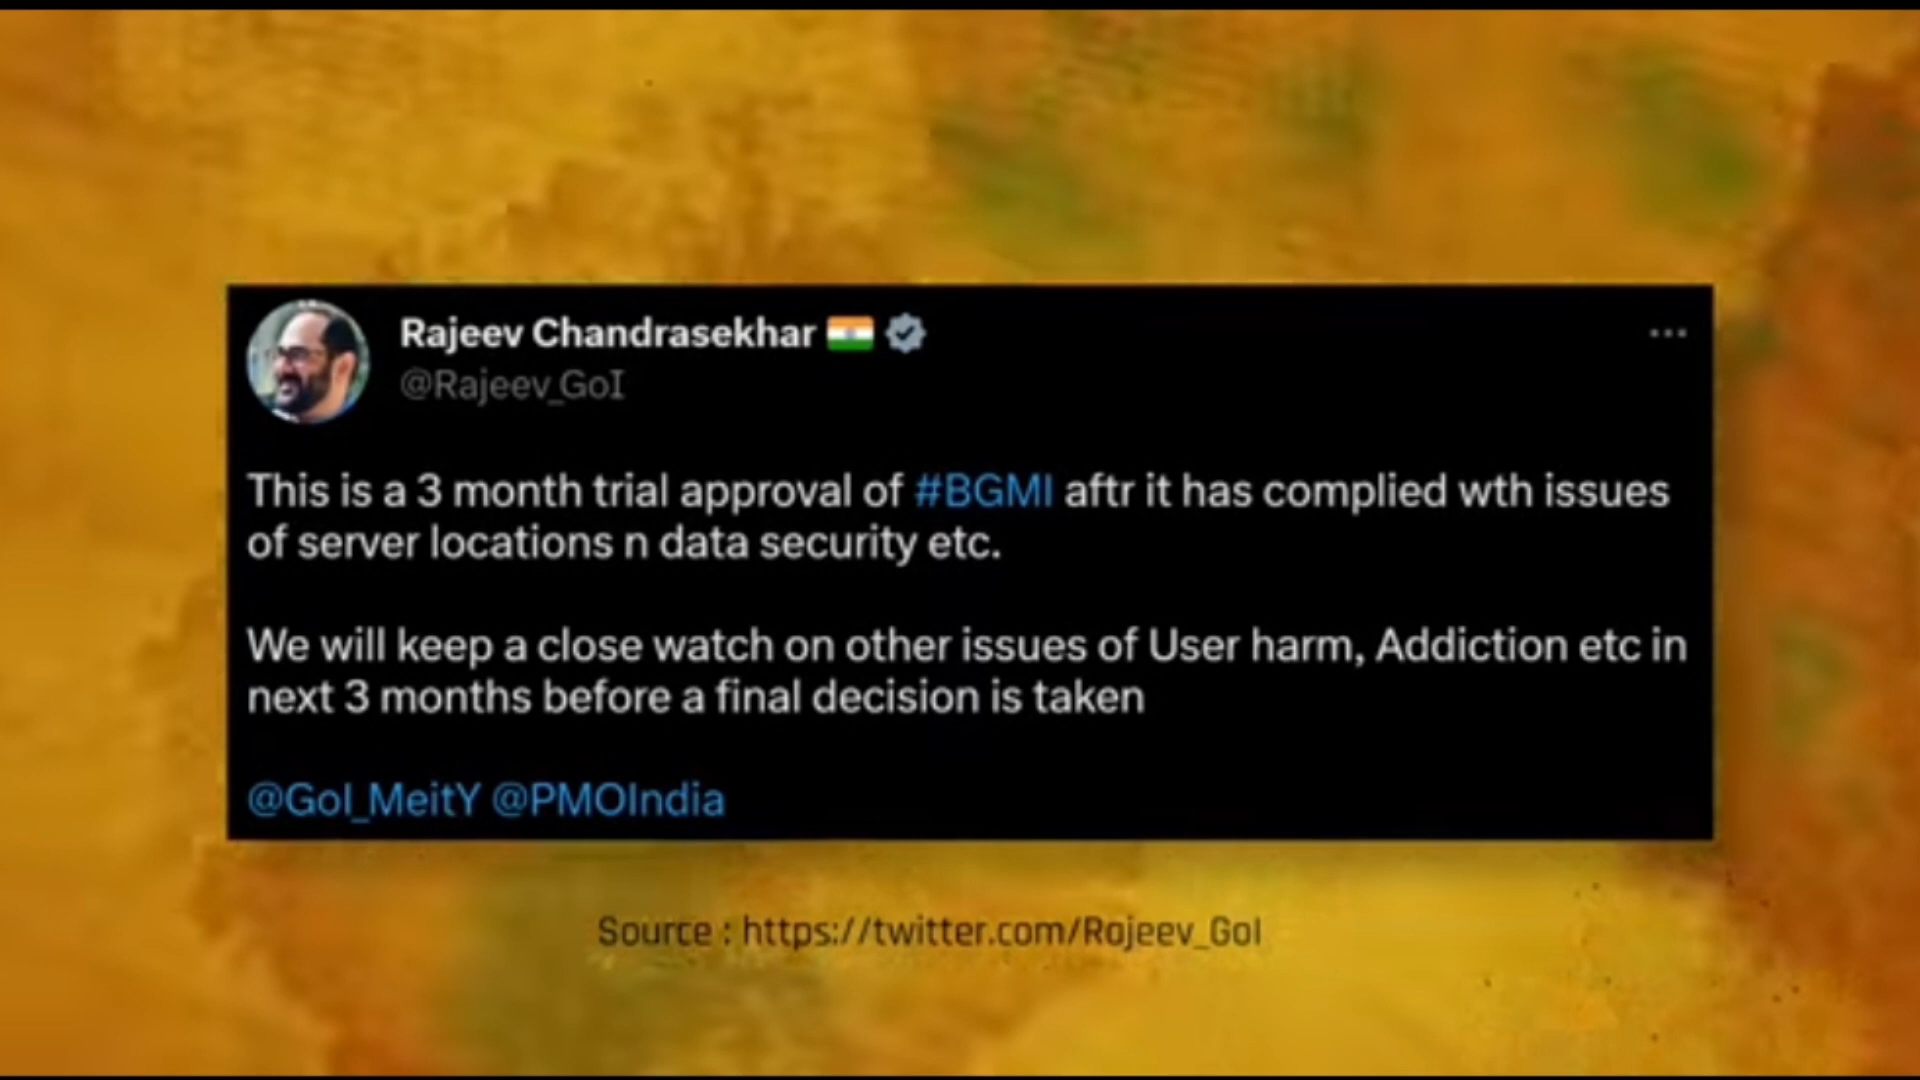 Rajeev Chandrasekhar
@Rajeev_GoI
This is a 3 month trial approval of #BGMI aftr it has complied wth issues
of server locations n data security etc.
We will keep a close watch on other issues of User harm, Addiction etc in
next 3 months before a final decision is taken
@GoI_MeitY @PMOIndia
Source : https://twitter.com/Rajeev_GoI